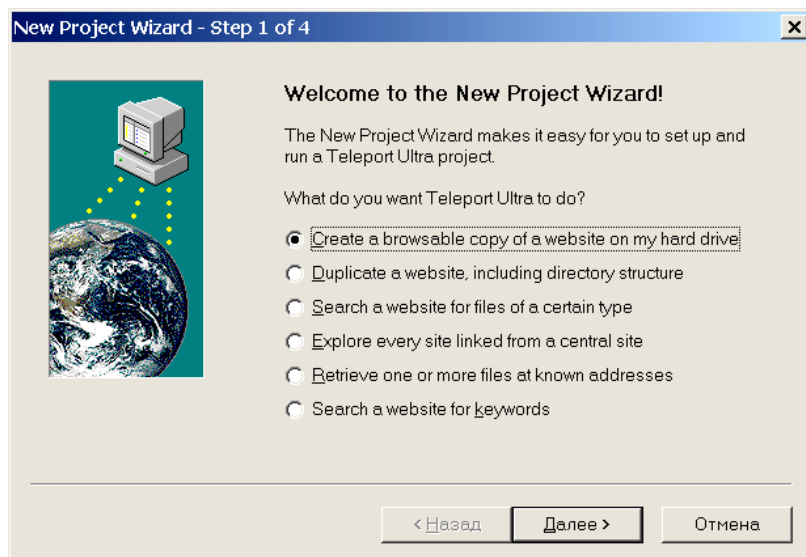 New Project Wizard - Step 1 of 4
Welcome to the New Project Wizard!
The New Project Wizard makes it easy for you to set up and
run a Teleport Ultra project.
What do you want Teleport Ultra to do?
Create a browsable copy of a website on my hard drive
Duplicate a website, including directory structure
Search a website for files of a certain type
Explore every site linked from a central site
Retrieve one or more files at known addresses
Search a website for keywords
< Назад Далее > Отмена